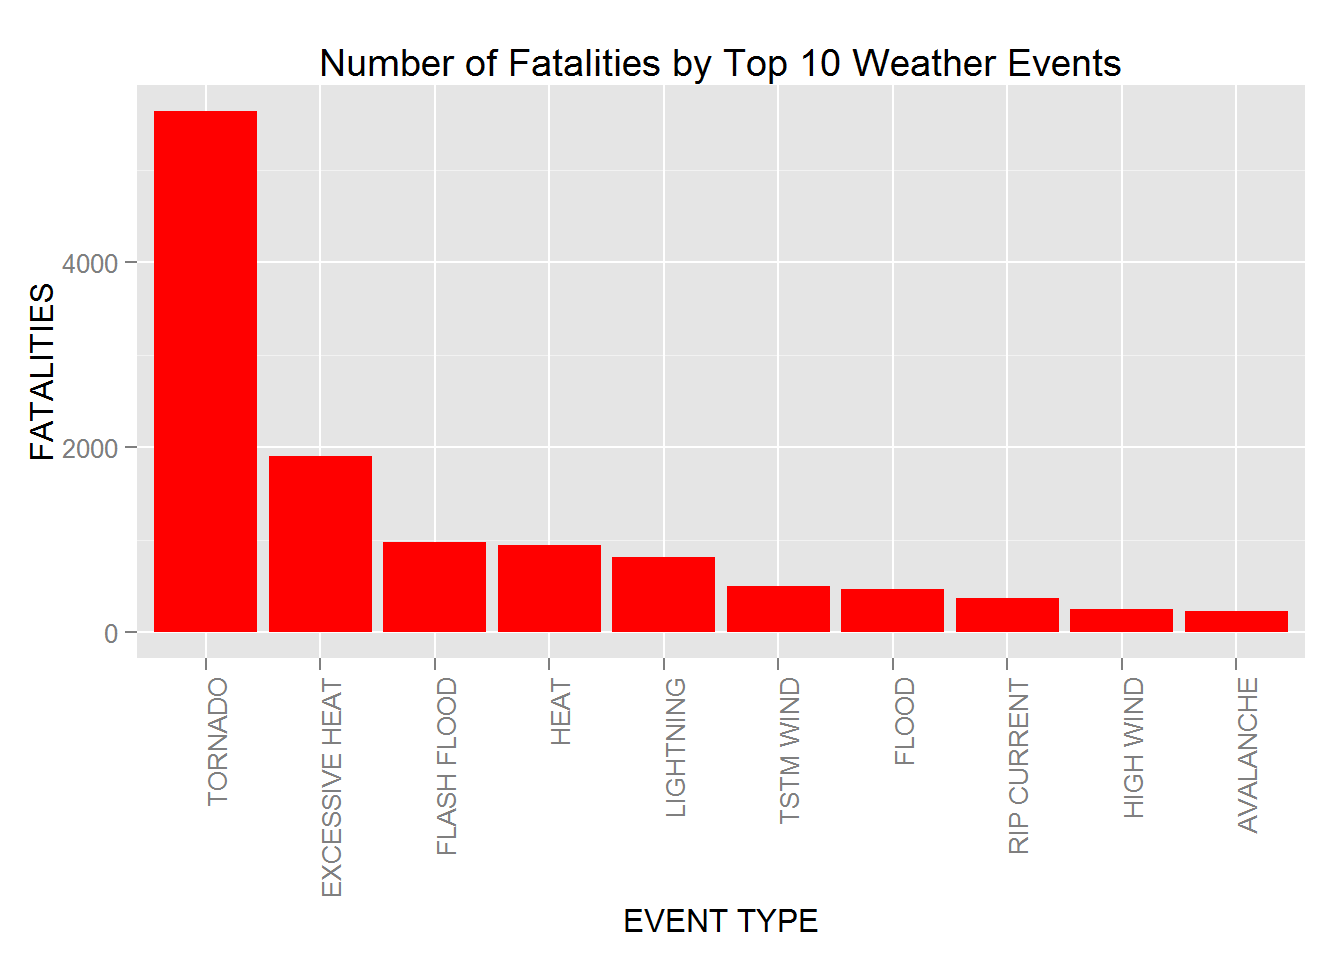 Number of Fatalities by Top 10 Weather Events
FATALITIES
4000
2000
0
TORNADO
EXCESSIVE HEAT
FLASH FLOOD
HEAT
LIGHTNING
TSTM WIND
FLOOD
RIP CURRENT
HIGH WIND
AVALANCHE
EVENT TYPE